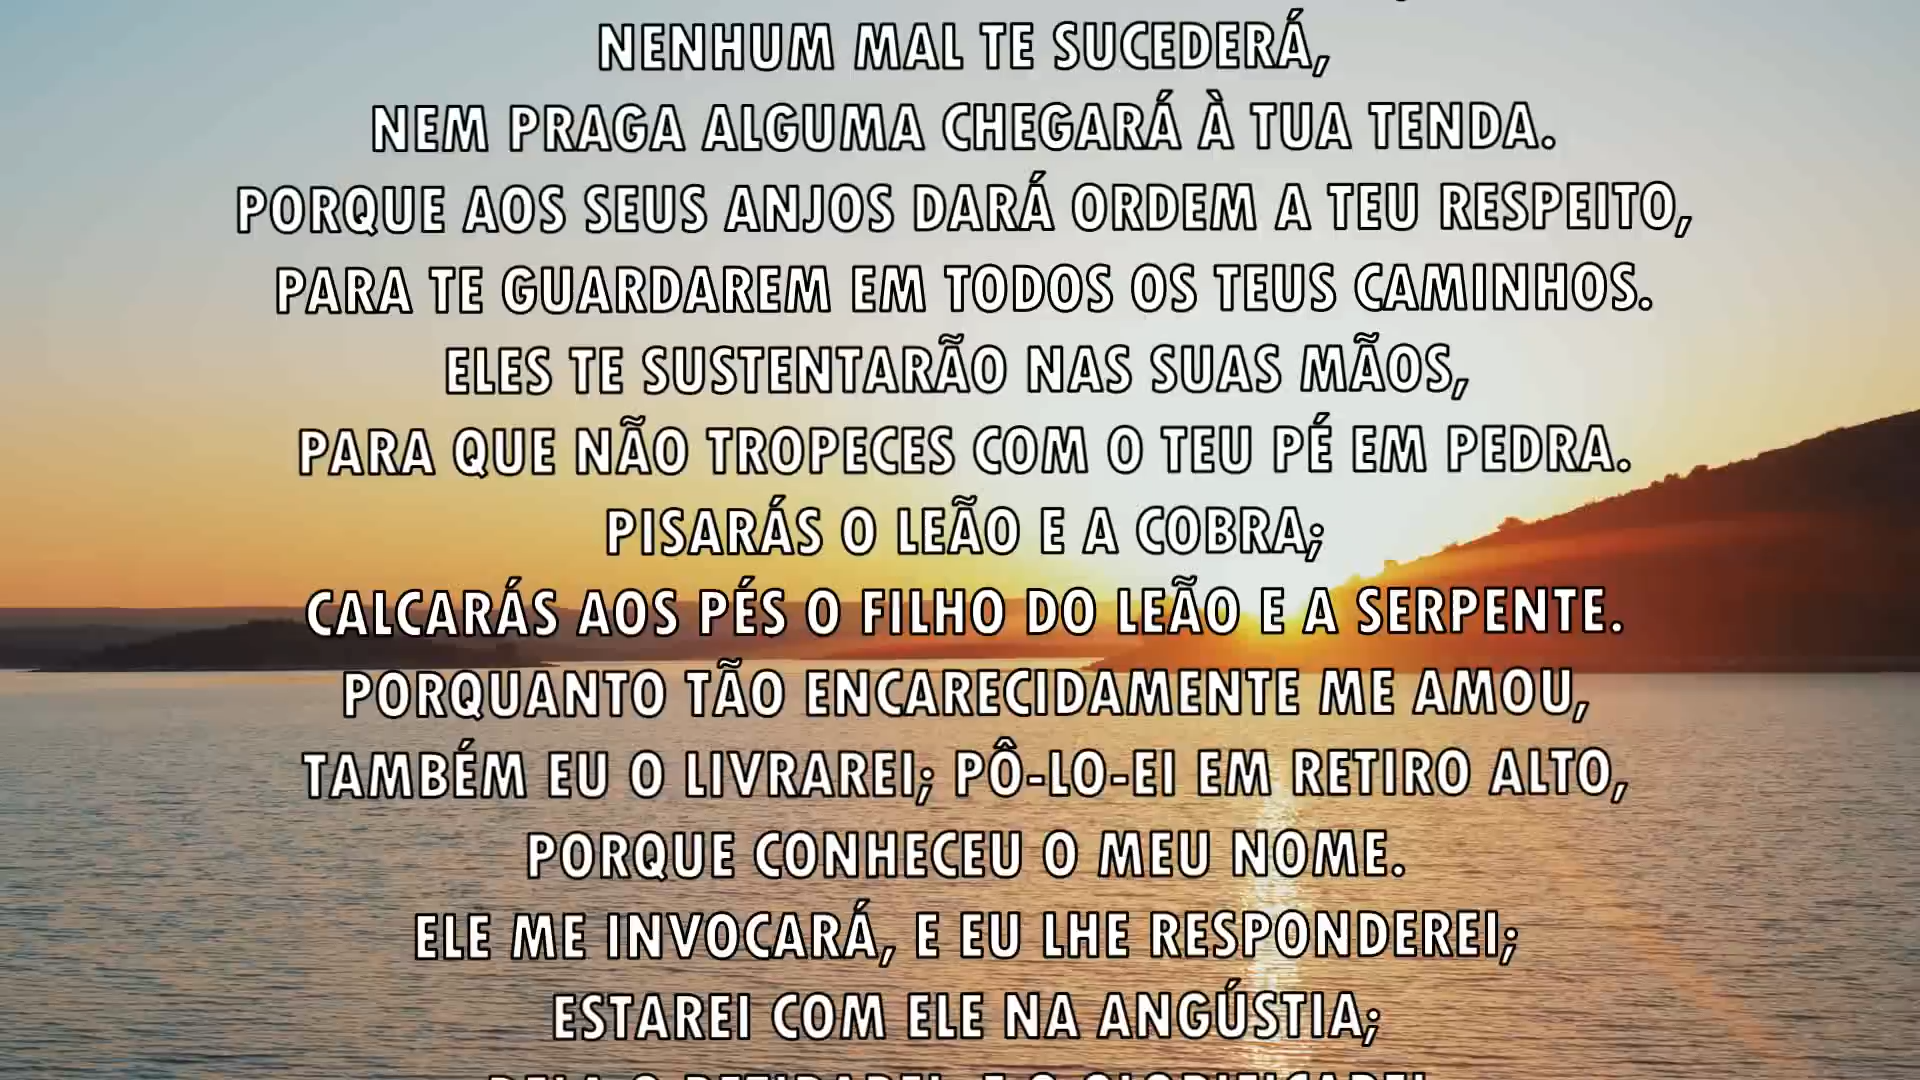 NENHUM MAL TE SUCEDERÁ,
NEM PRAGA ALGUMA CHEGARÁ À TUA TENDA.
PORQUE AOS SEUS ANJOS DARÁ ORDEM A TEU RESPEITO,
PARA TE GUARDAREM EM TODOS OS TEUS CAMINHOS.
ELES TE SUSTENTARÃO NAS SUAS MÃOS,
PARA QUE NÃO TROPECES COM O TEU PÉ EM PEDRA.
PISARÁS O LEÃO E A COBRA;
CALCARÁS AOS PÉS O FILHO DO LEÃO E A SERPENTE.
PORQUANTO TÃO ENCARECIDAMENTE ME AMOU,
TAMBÉM EU O LIVRAREI; PÔ-LO-EI EM RETIRO ALTO,
PORQUE CONHECEU O MEU NOME.
ELE ME INVOCARÁ, E EU LHE RESPONDEREI;
ESTAREI COM ELE NA ANGÚSTIA;